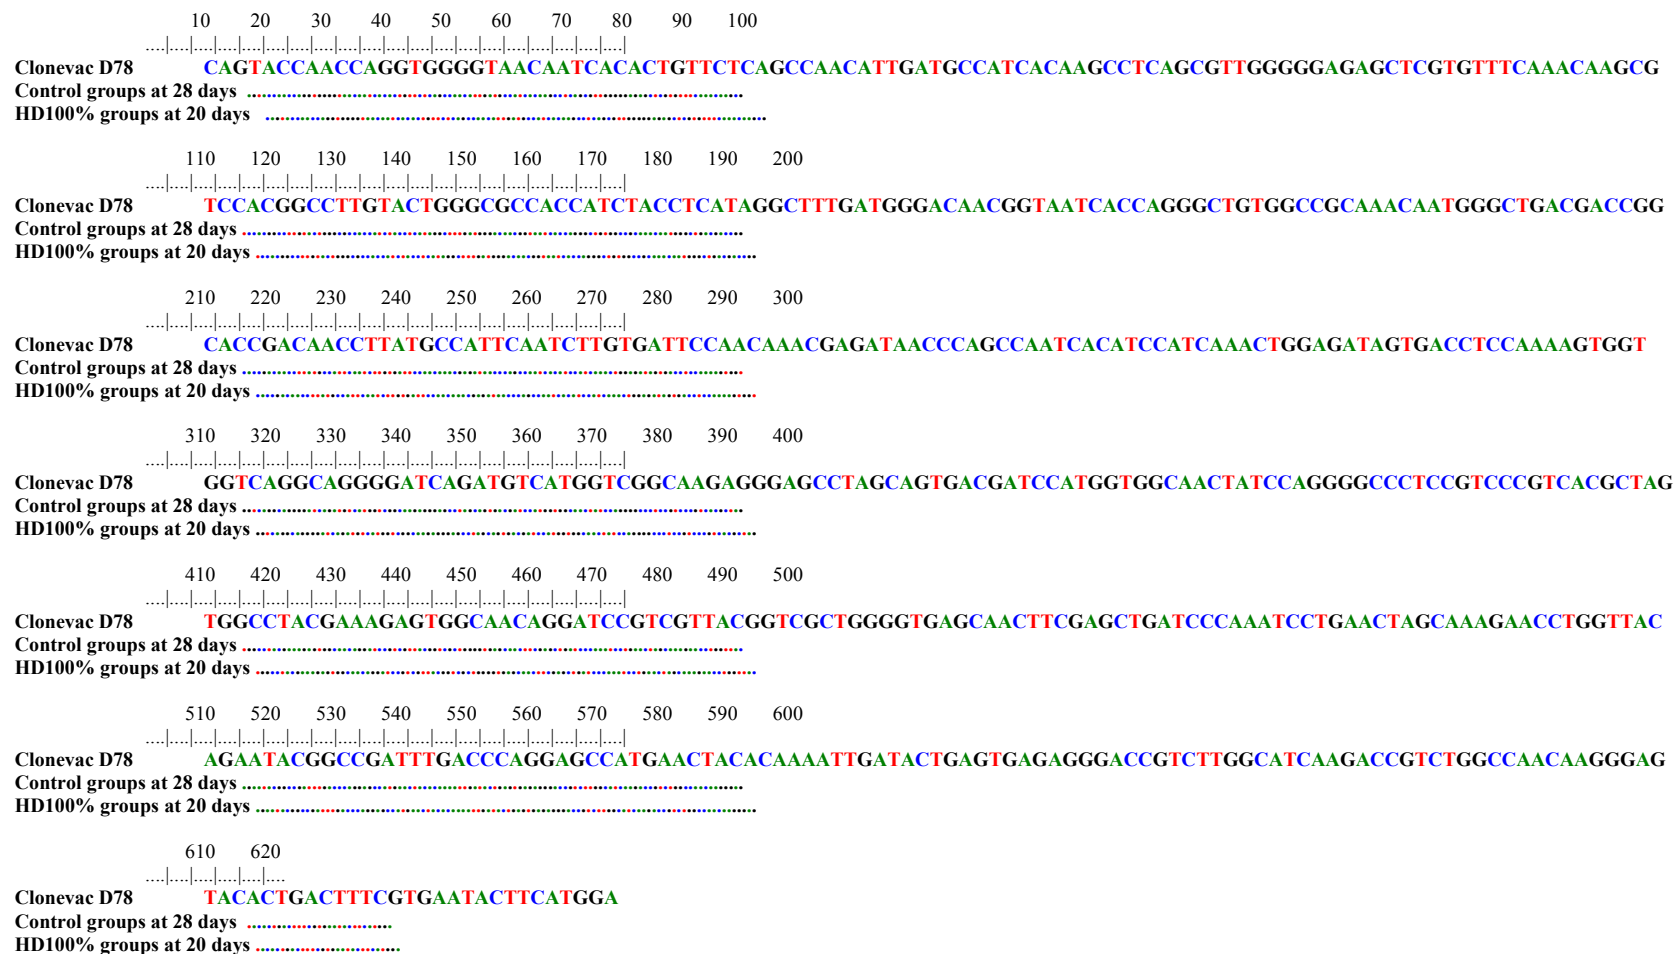 10 20 30 40 50 60 70 80 90 100
....|....|....|....|....|....|....|....|....|....|....|....|....|....|....|....|....|....|....|....|
Clonevac D78 CAGTACCAACCAGGTGGGGTAACAATCACACTGTTCTCAGCCAACATTGATGCCATCACAAGCCTCAGCGTTGGGGGAGAGCTCGTGTTTCAAACAAGCG
Control groups at 28 days ....................................................................................................
HD100% groups at 20 days ....................................................................................................
110 120 130 140 150 160 170 180 190 200
....|....|....|....|....|....|....|....|....|....|....|....|....|....|....|....|....|....|....|....|
Clonevac D78 TCCACGGCCTTGTACTGGGCGCCACCATCTACCTCATAGGCTTTGATGGGACAACGGTAATCACCAGGGCTGTGGCCGCAAACAATGGGCTGACGACCGG
Control groups at 28 days ....................................................................................................
HD100% groups at 20 days ....................................................................................................
210 220 230 240 250 260 270 280 290 300
....|....|....|....|....|....|....|....|....|....|....|....|....|....|....|....|....|....|....|....|
Clonevac D78 CACCGACAACCTTATGCCATTCAATCTTGTGATTCCAACAAACGAGATAACCCAGCCAATCACATCCATCAAACTGGAGATAGTGACCTCCAAAAGTGGT
Control groups at 28 days ....................................................................................................
HD100% groups at 20 days ....................................................................................................
310 320 330 340 350 360 370 380 390 400
....|....|....|....|....|....|....|....|....|....|....|....|....|....|....|....|....|....|....|....|
Clonevac D78 GGTCAGGCAGGGGATCAGATGTCATGGTCGGCAAGAGGGAGCCTAGCAGTGACGATCCATGGTGGCAACTATCCAGGGGCCCTCCGTCCCGTCACGCTAG
Control groups at 28 days ....................................................................................................
HD100% groups at 20 days ....................................................................................................
410 420 430 440 450 460 470 480 490 500
....|....|....|....|....|....|....|....|....|....|....|....|....|....|....|....|....|....|....|....|
Clonevac D78 TGGCCTACGAAAGAGTGGCAACAGGATCCGTCGTTACGGTCGCTGGGGTGAGCAACTTCGAGCTGATCCCAAATCCTGAACTAGCAAAGAACCTGGTTAC
Control groups at 28 days ....................................................................................................
HD100% groups at 20 days ....................................................................................................
510 520 530 540 550 560 570 580 590 600
....|....|....|....|....|....|....|....|....|....|....|....|....|....|....|....|....|....|....|....|
Clonevac D78 AGAATACGGCCGATTTGACCCAGGAGCCATGAACTACACAAAATTGATACTGAGTGAGAGGGACCGTCTTGGCATCAAGACCGTCTGGCCAACAAGGGAG
Control groups at 28 days ....................................................................................................
HD100% groups at 20 days ....................................................................................................
610 620
....|....|....|....|....|....
Clonevac D78 TACACTGACTTTCGTGAATACTTCATGGA
Control groups at 28 days .............................
HD100% groups at 20 days .............................